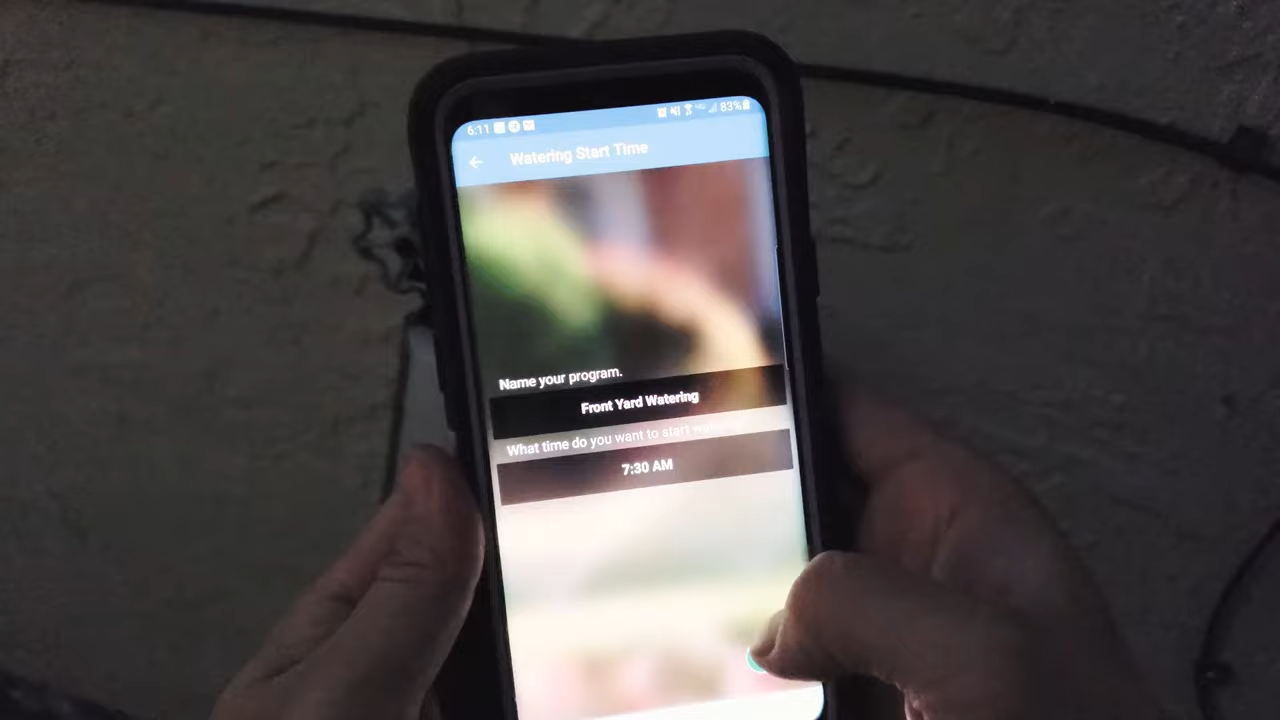 6:11 83%
Watering Start Time
Name your program.
Front Yard Watering
What time do you want to start
7:30 AM